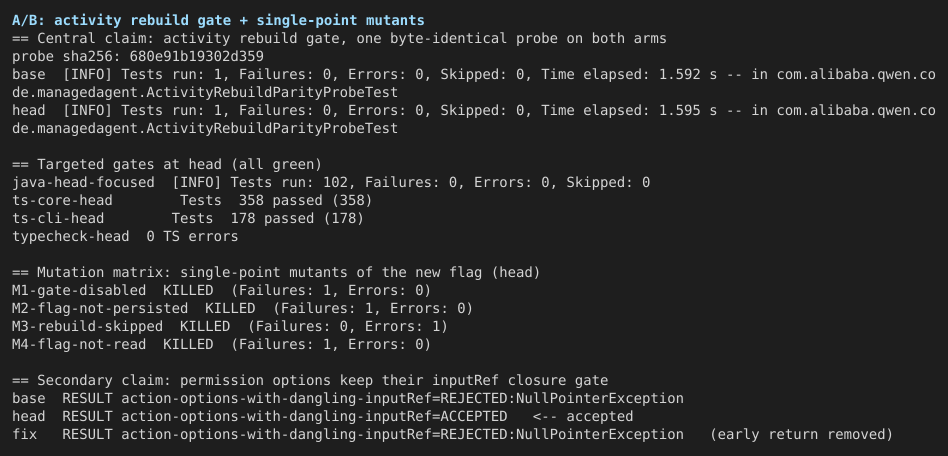 A/B: activity rebuild gate + single-point mutants
== Central claim: activity rebuild gate, one byte-identical probe on both arms
probe sha256: 680e91b19302d359
base  [INFO] Tests run: 1, Failures: 0, Errors: 0, Skipped: 0, Time elapsed: 1.592 s -- in com.alibaba.qwen.co
de.managedagent.ActivityRebuildParityProbeTest
head  [INFO] Tests run: 1, Failures: 0, Errors: 0, Skipped: 0, Time elapsed: 1.595 s -- in com.alibaba.qwen.co
de.managedagent.ActivityRebuildParityProbeTest
== Targeted gates at head (all green)
java-head-focused  [INFO] Tests run: 102, Failures: 0, Errors: 0, Skipped: 0
ts-core-head        Tests  358 passed (358)
ts-cli-head        Tests  178 passed (178)
typecheck-head  0 TS errors
== Mutation matrix: single-point mutants of the new flag (head)
M1-gate-disabled  KILLED  (Failures: 1, Errors: 0)
M2-flag-not-persisted  KILLED  (Failures: 1, Errors: 0)
M3-rebuild-skipped  KILLED  (Failures: 0, Errors: 1)
M4-flag-not-read  KILLED  (Failures: 1, Errors: 0)
== Secondary claim: permission options keep their inputRef closure gate
base  RESULT action-options-with-dangling-inputRef=REJECTED:NullPointerException
head  RESULT action-options-with-dangling-inputRef=ACCEPTED   <-- accepted
fix   RESULT action-options-with-dangling-inputRef=REJECTED:NullPointerException   (early return removed)